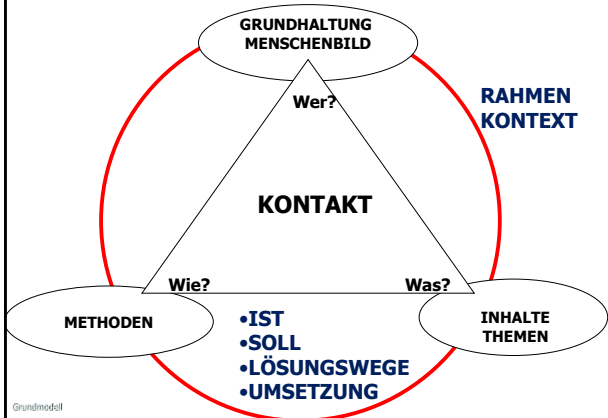 GRUNDHALTUNG
MENSCHENBILD
Wer?
RAHMEN
KONTEXT
KONTAKT
Wie?
Was?
METHODEN
INHALTE
THEMEN
•IST
•SOLL
•LÖSUNGSWEGE
•UMSETZUNG
Grundmodell